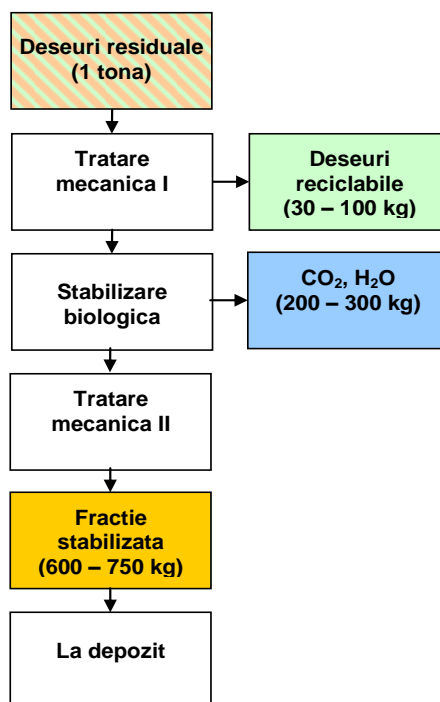 Deseuri residuale
(1 tona)
Tratare
mecanica I
Deseuri
reciclabile
(30 – 100 kg)
Stabilizare
biologica
CO₂, H₂O
(200 – 300 kg)
Tratare
mecanica II
Fractie
stabilizata
(600 – 750 kg)
La depozit